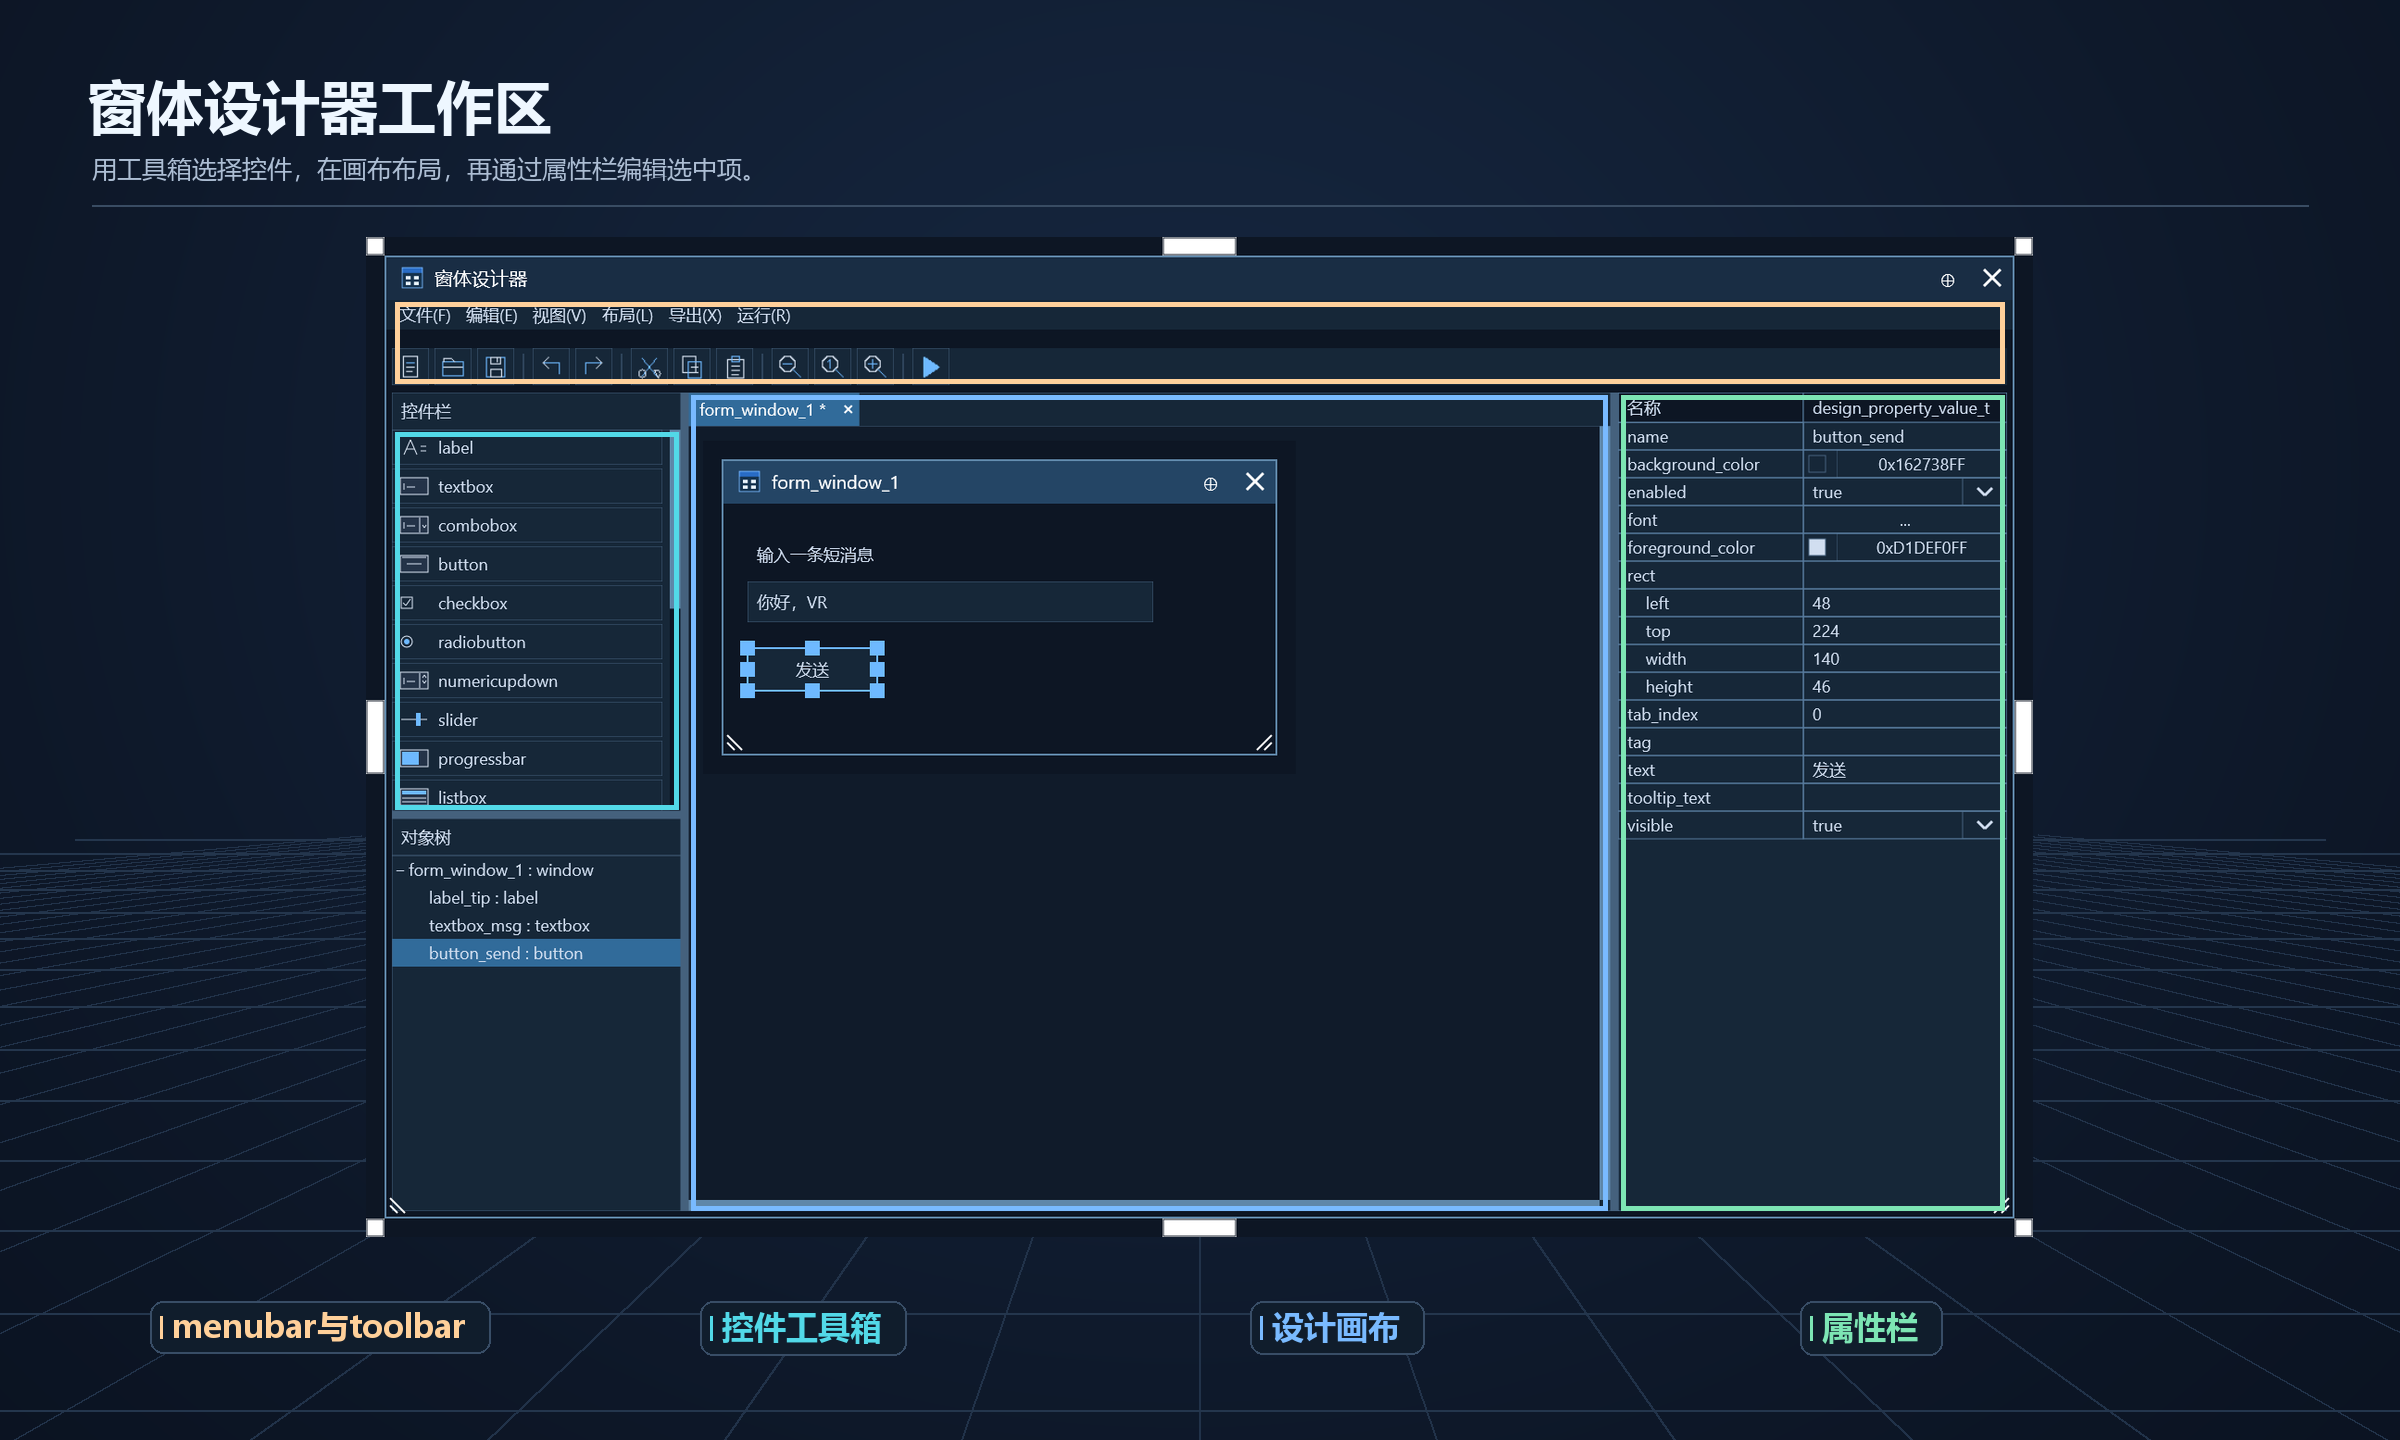 窗体设计器工作区
用工具箱选择控件，在画布布局，再通过属性栏编辑选中项。
窗体设计器
文件(F) 编辑(E) 视图(V) 布局(L) 导出(X) 运行(R)
控件栏
label
textbox
combobox
button
checkbox
radiobutton
numericupdown
slider
progressbar
listbox
对象树
form_window_1 : window
label_tip : label
textbox_msg : textbox
button_send : button
form_window_1 *
form_window_1
输入一条短消息
你好，VR
发送
名称 design_property_value_t
name button_send
background_color 0x162738FF
enabled true
font ...
foreground_color 0xD1DEF0FF
rect
left 48
top 224
width 140
height 46
tab_index 0
tag
text 发送
tooltip_text
visible true
menubar与toolbar
控件工具箱
设计画布
属性栏